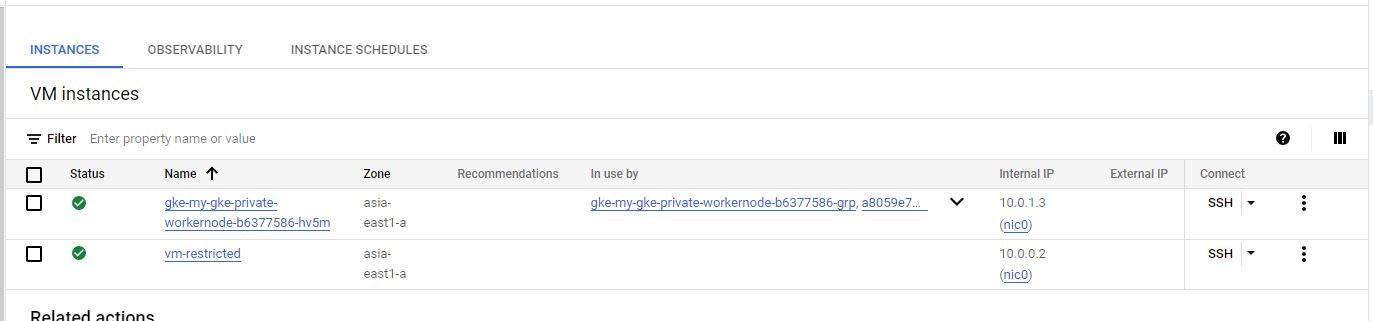 INSTANCES OBSERVABILITY INSTANCE SCHEDULES
VM instances
Filter Enter property name or value
Status Name Zone Recommendations In use by Internal IP External IP Connect
gke-my-gke-private- asia- gke-my-gke-private-workernode-b6377586-grp, a8059e7... 10.0.1.3 SSH
workernode-b6377586-hv5m east1-a (nic0)
vm-restricted asia- 10.0.0.2 SSH
east1-a (nic0)
Related actions